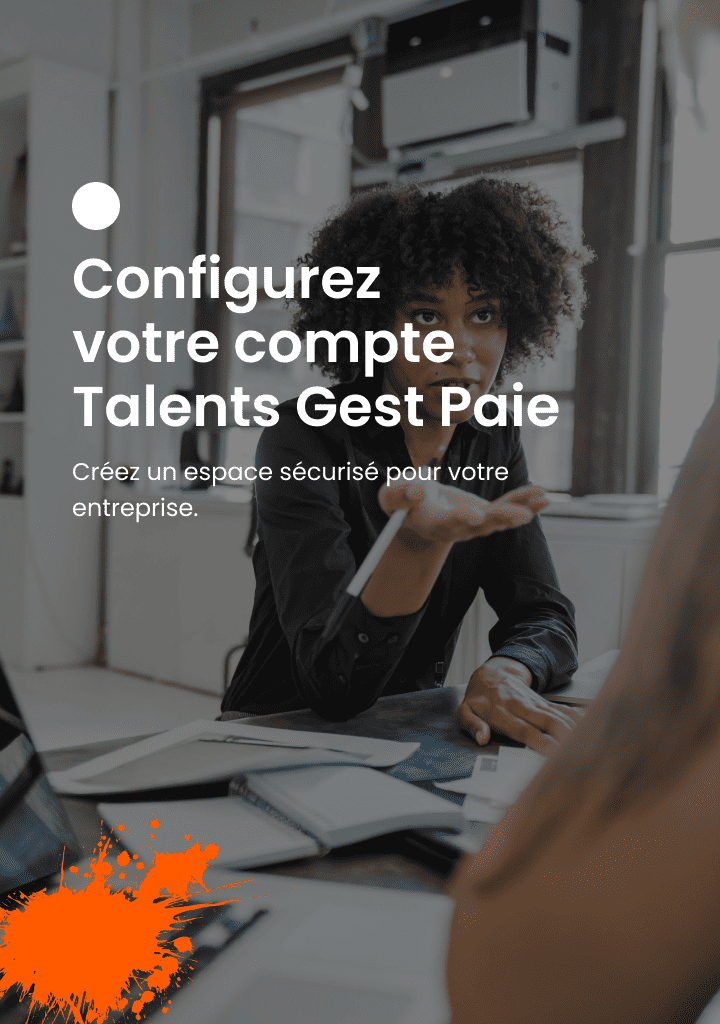 Configurez
votre compte
Talents Gest Paie
Créez un espace sécurisé pour votre
entreprise.